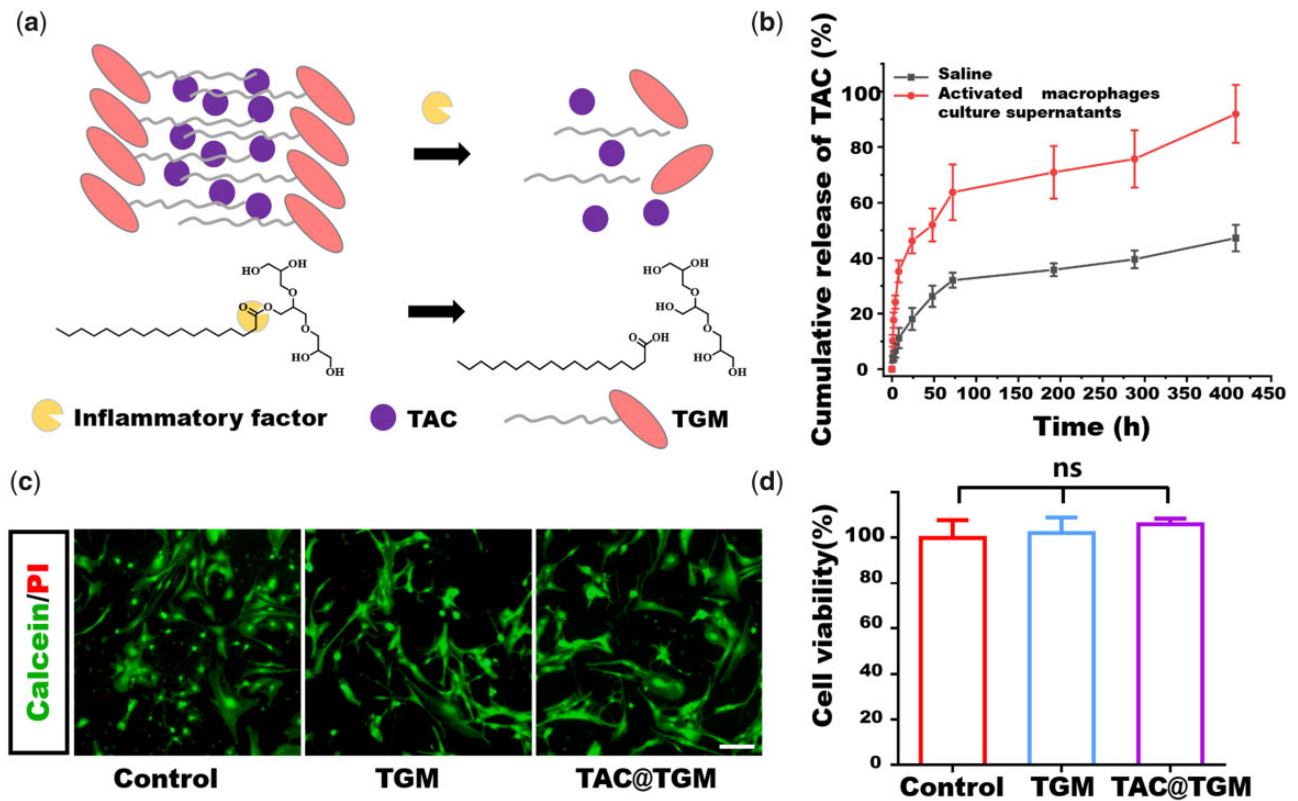 (a)
OH
OH
HO
O
O
O
O
HO
OH
OH
HO
HO
O
HO
O
O
OH
HO
OH
Inflammatory factor
TAC
TGM
(b)
Cumulative release of TAC (%)
Saline
Activated macrophages
culture supernatants
100
80
60
40
20
0
0 50 100 150 200 250 300 350 400 450
Time (h)
(c)
Calcein/PI
Control
TGM
TAC@TGM
(d)
ns
Cell viability(%)
100
80
60
40
20
0
Control
TGM
TAC@TGM